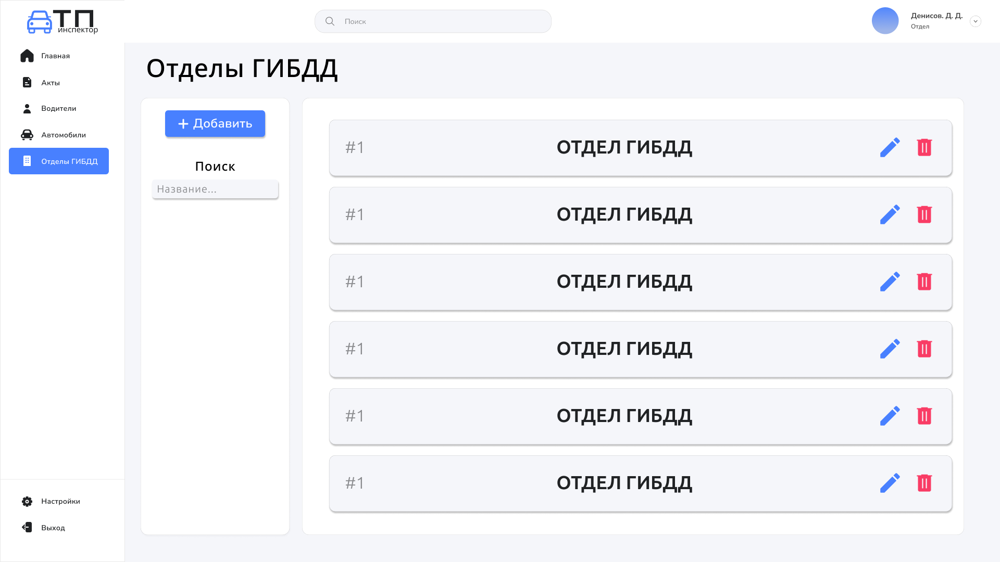 ТП
инспектор
Поиск
Денисов. Д. Д.
Отдел
Главная
Акты
Водители
Автомобили
Отделы ГИБДД
Настройки
Выход
Отделы ГИБДД
+ Добавить
Поиск
Название...
#1 ОТДЕЛ ГИБДД
#1 ОТДЕЛ ГИБДД
#1 ОТДЕЛ ГИБДД
#1 ОТДЕЛ ГИБДД
#1 ОТДЕЛ ГИБДД
#1 ОТДЕЛ ГИБДД